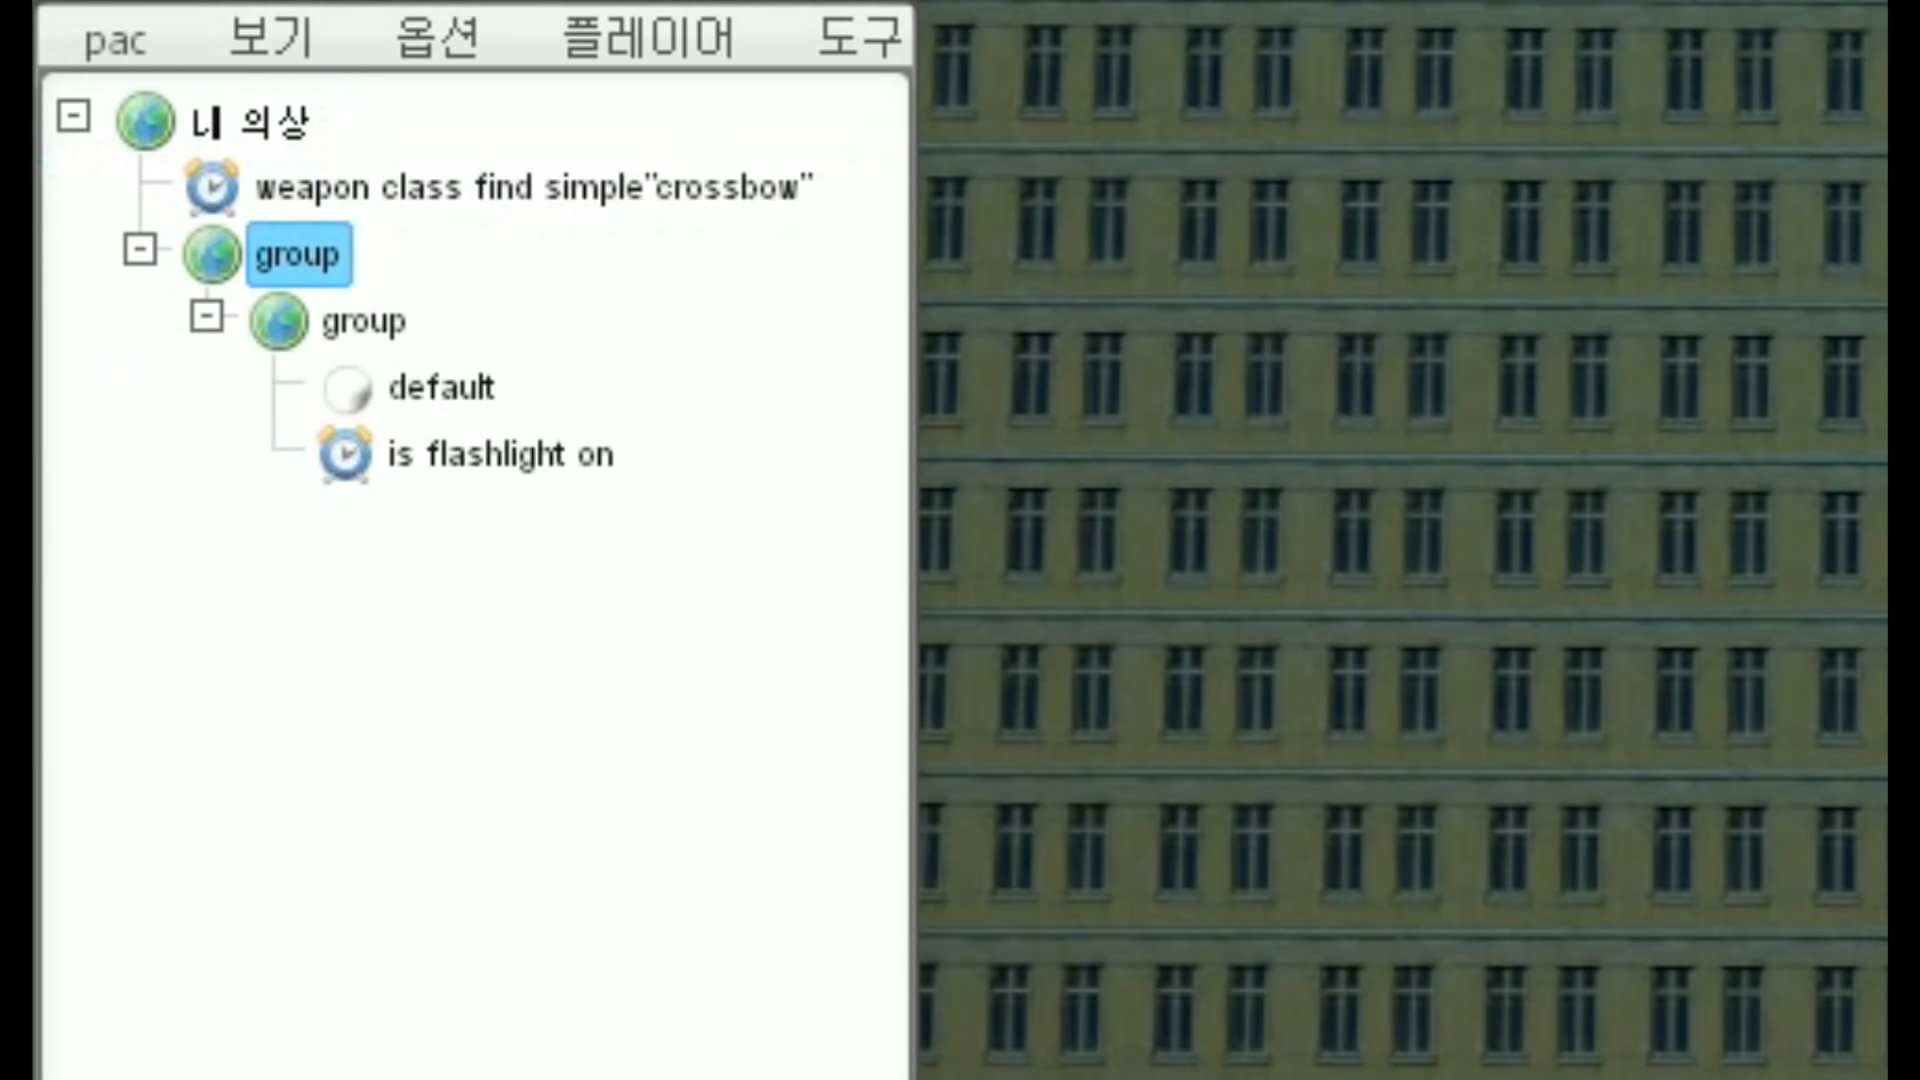 pac 보기 옵션 플레이어 도구
내 의상
weapon class find simple"crossbow"
group
group
default
is flashlight on